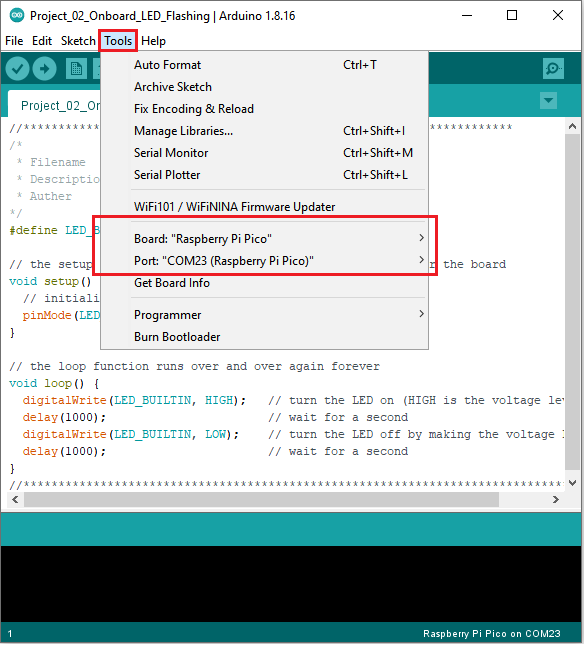 Project_02_Onboard_LED_Flashing | Arduino 1.8.16
File Edit Sketch Tools Help
Auto Format Ctrl+T
Archive Sketch
Fix Encoding & Reload
Manage Libraries... Ctrl+Shift+I
Serial Monitor Ctrl+Shift+M
Serial Plotter Ctrl+Shift+L
WiFi101 / WiFiNINA Firmware Updater
Board: "Raspberry Pi Pico"
Port: "COM23 (Raspberry Pi Pico)"
Get Board Info
Programmer
Burn Bootloader
Project_02_On
//**********
/*
* Filename
* Descriptio
* Auther
*/
#define LED_B
// the setup r the board
void setup()
// initiali
pinMode(LED
}
// the loop function runs over and over again forever
void loop() {
digitalWrite(LED_BUILTIN, HIGH); // turn the LED on (HIGH is the voltage lev
delay(1000); // wait for a second
digitalWrite(LED_BUILTIN, LOW); // turn the LED off by making the voltage l
delay(1000); // wait for a second
}
//*******************************************************************************
1 Raspberry Pi Pico on COM23